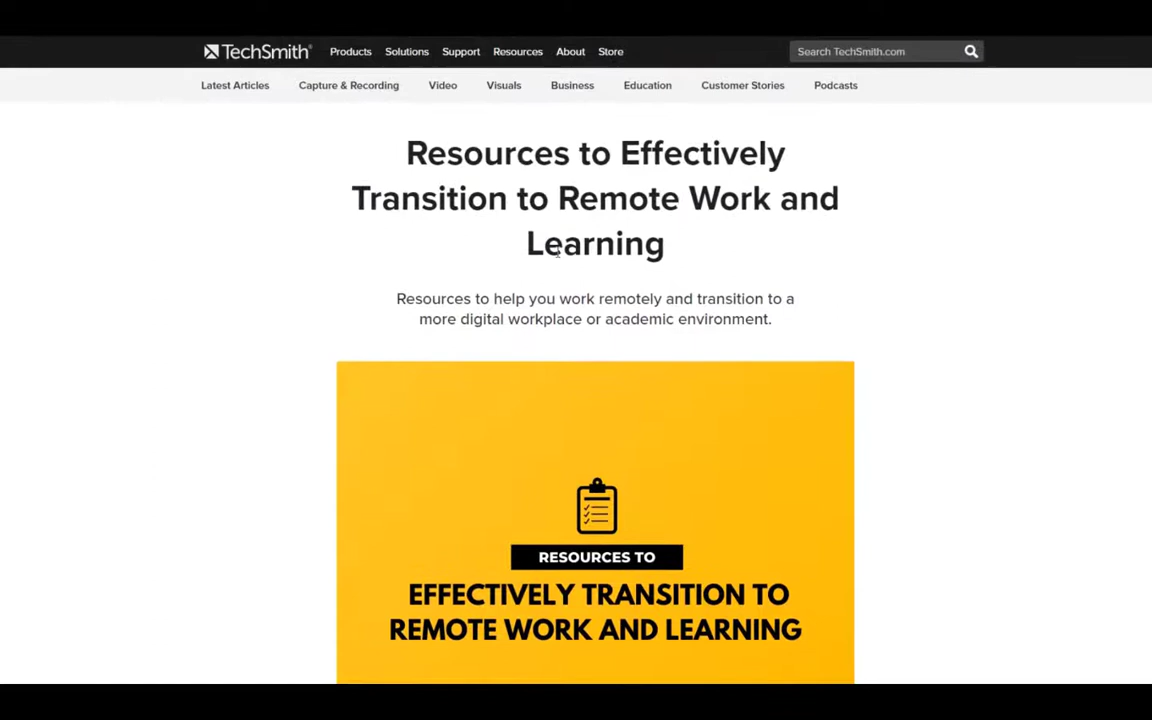 TechSmith® Products Solutions Support Resources About Store Search TechSmith.com
Latest Articles Capture & Recording Video Visuals Business Education Customer Stories Podcasts
Resources to Effectively
Transition to Remote Work and
Learning
Resources to help you work remotely and transition to a
more digital workplace or academic environment.
RESOURCES TO
EFFECTIVELY TRANSITION TO
REMOTE WORK AND LEARNING